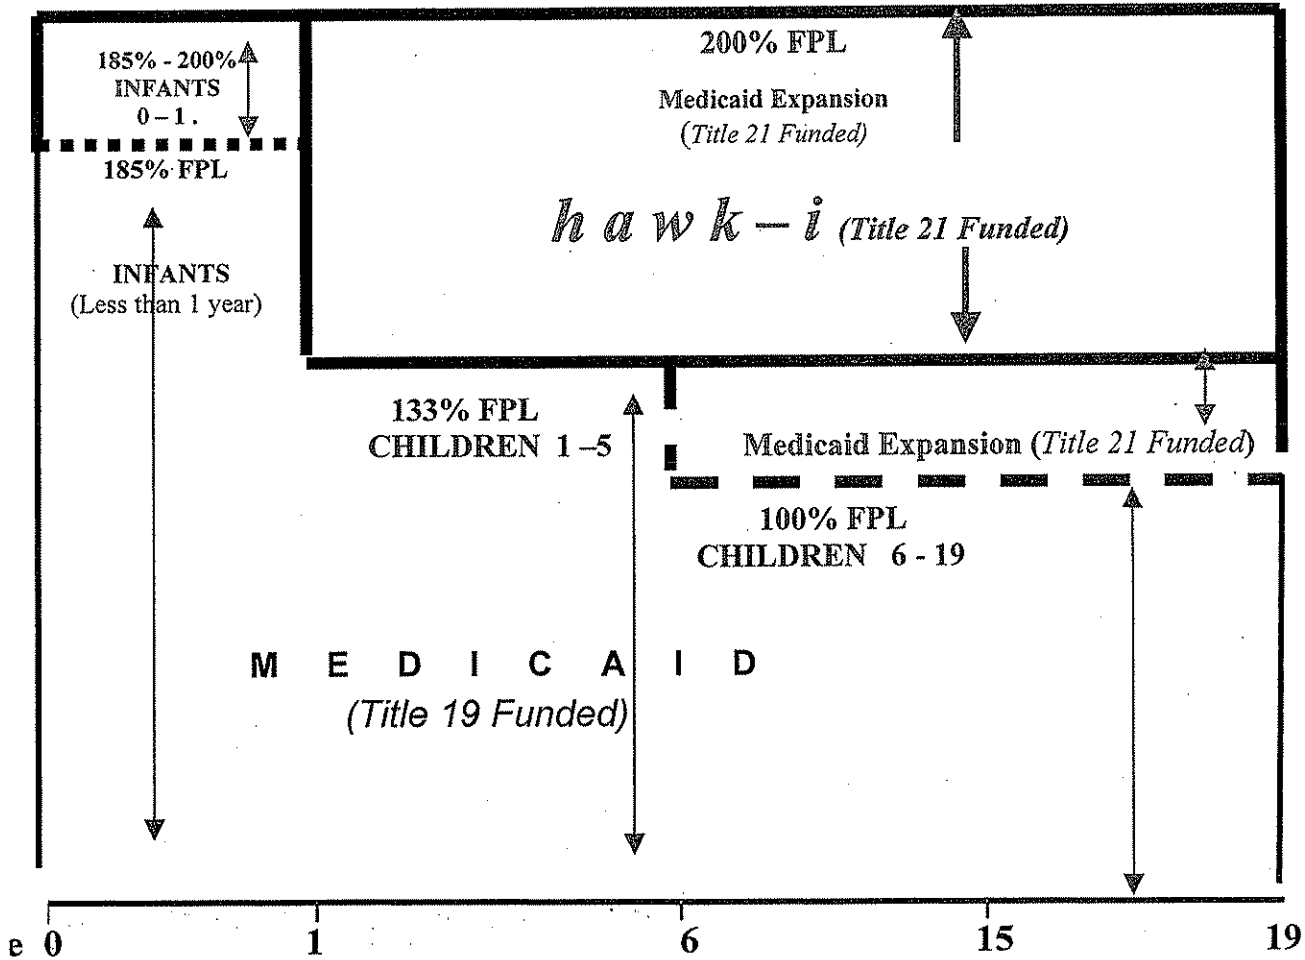 185% - 200%
INFANTS
0 – 1 .
185% FPL
INFANTS
(Less than 1 year)
200% FPL
Medicaid Expansion
(Title 21 Funded)
h a w k – i (Title 21 Funded)
133% FPL
CHILDREN 1 –5
Medicaid Expansion (Title 21 Funded)
100% FPL
CHILDREN 6 - 19
M E D I C A I D
(Title 19 Funded)
e 0 1 6 15 19